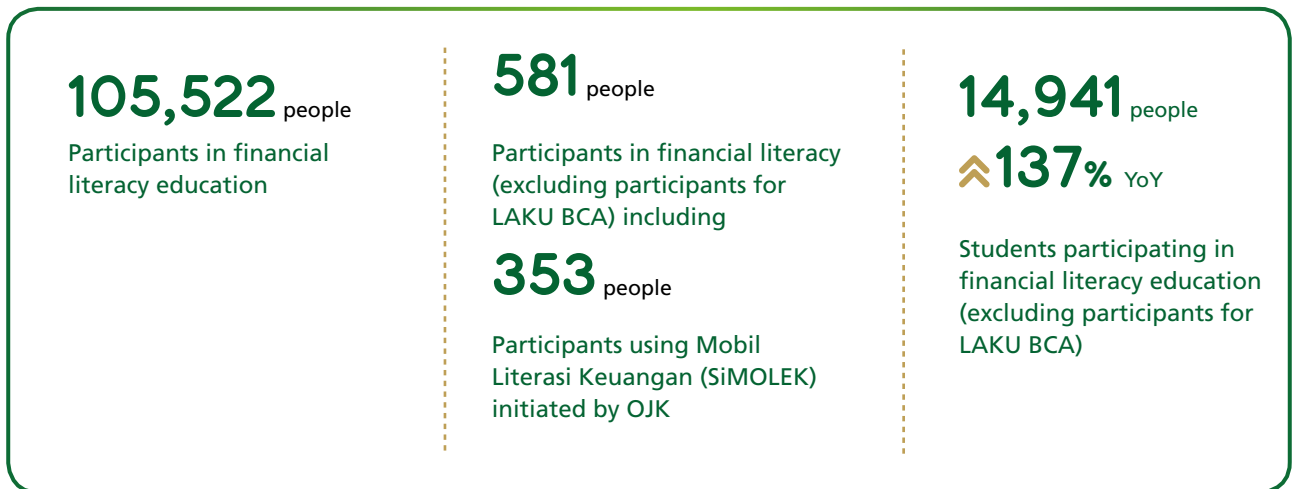 105,522 people
Participants in financial
literacy education
581 people
Participants in financial literacy
(excluding participants for
LAKU BCA) including
353 people
Participants using Mobil
Literasi Keuangan (SiMOLEK)
initiated by OJK
14,941 people
137% YoY
Students participating in
financial literacy education
(excluding participants for
LAKU BCA)